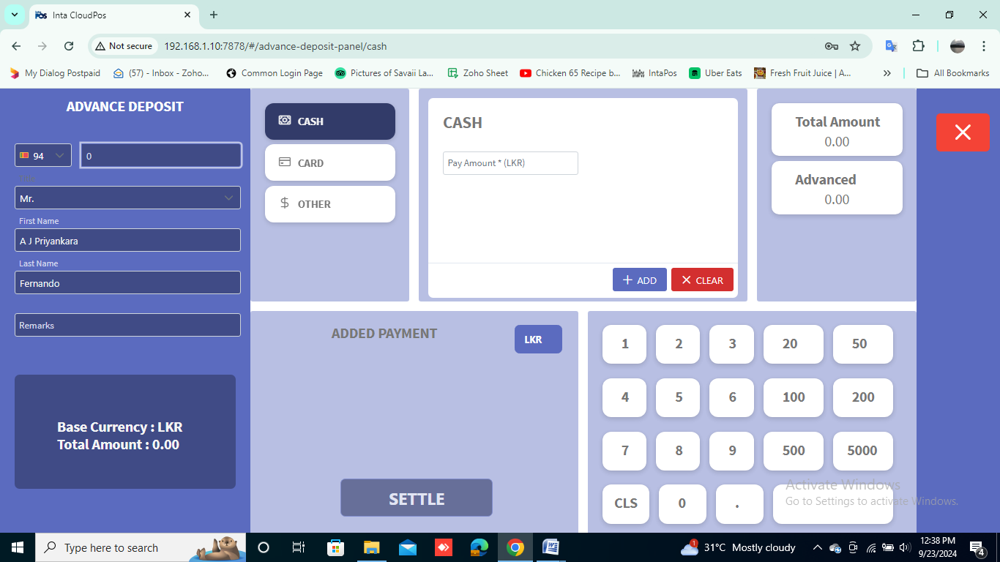 Inta CloudPos
Not secure
192.168.1.10:7878/#/advance-deposit-panel/cash
My Dialog Postpaid
(57) - Inbox - Zoho...
Common Login Page
Pictures of Savaii La...
Zoho Sheet
Chicken 65 Recipe b...
IntaPos
Uber Eats
Fresh Fruit Juice | A...
»
All Bookmarks
ADVANCE DEPOSIT
94
0
Title
Mr.
First Name
A J Priyankara
Last Name
Fernando
Remarks
Base Currency : LKR
Total Amount : 0.00
CASH
CARD
OTHER
CASH
Pay Amount * (LKR)
ADD
CLEAR
Total Amount
0.00
Advanced
0.00
ADDED PAYMENT
LKR
SETTLE
1 2 3 20 50
4 5 6 100 200
7 8 9 500 5000
CLS 0 .
Activate Windows
Go to Settings to activate Windows.
Type here to search
1
31°C Mostly cloudy
12:38 PM
9/23/2024
4